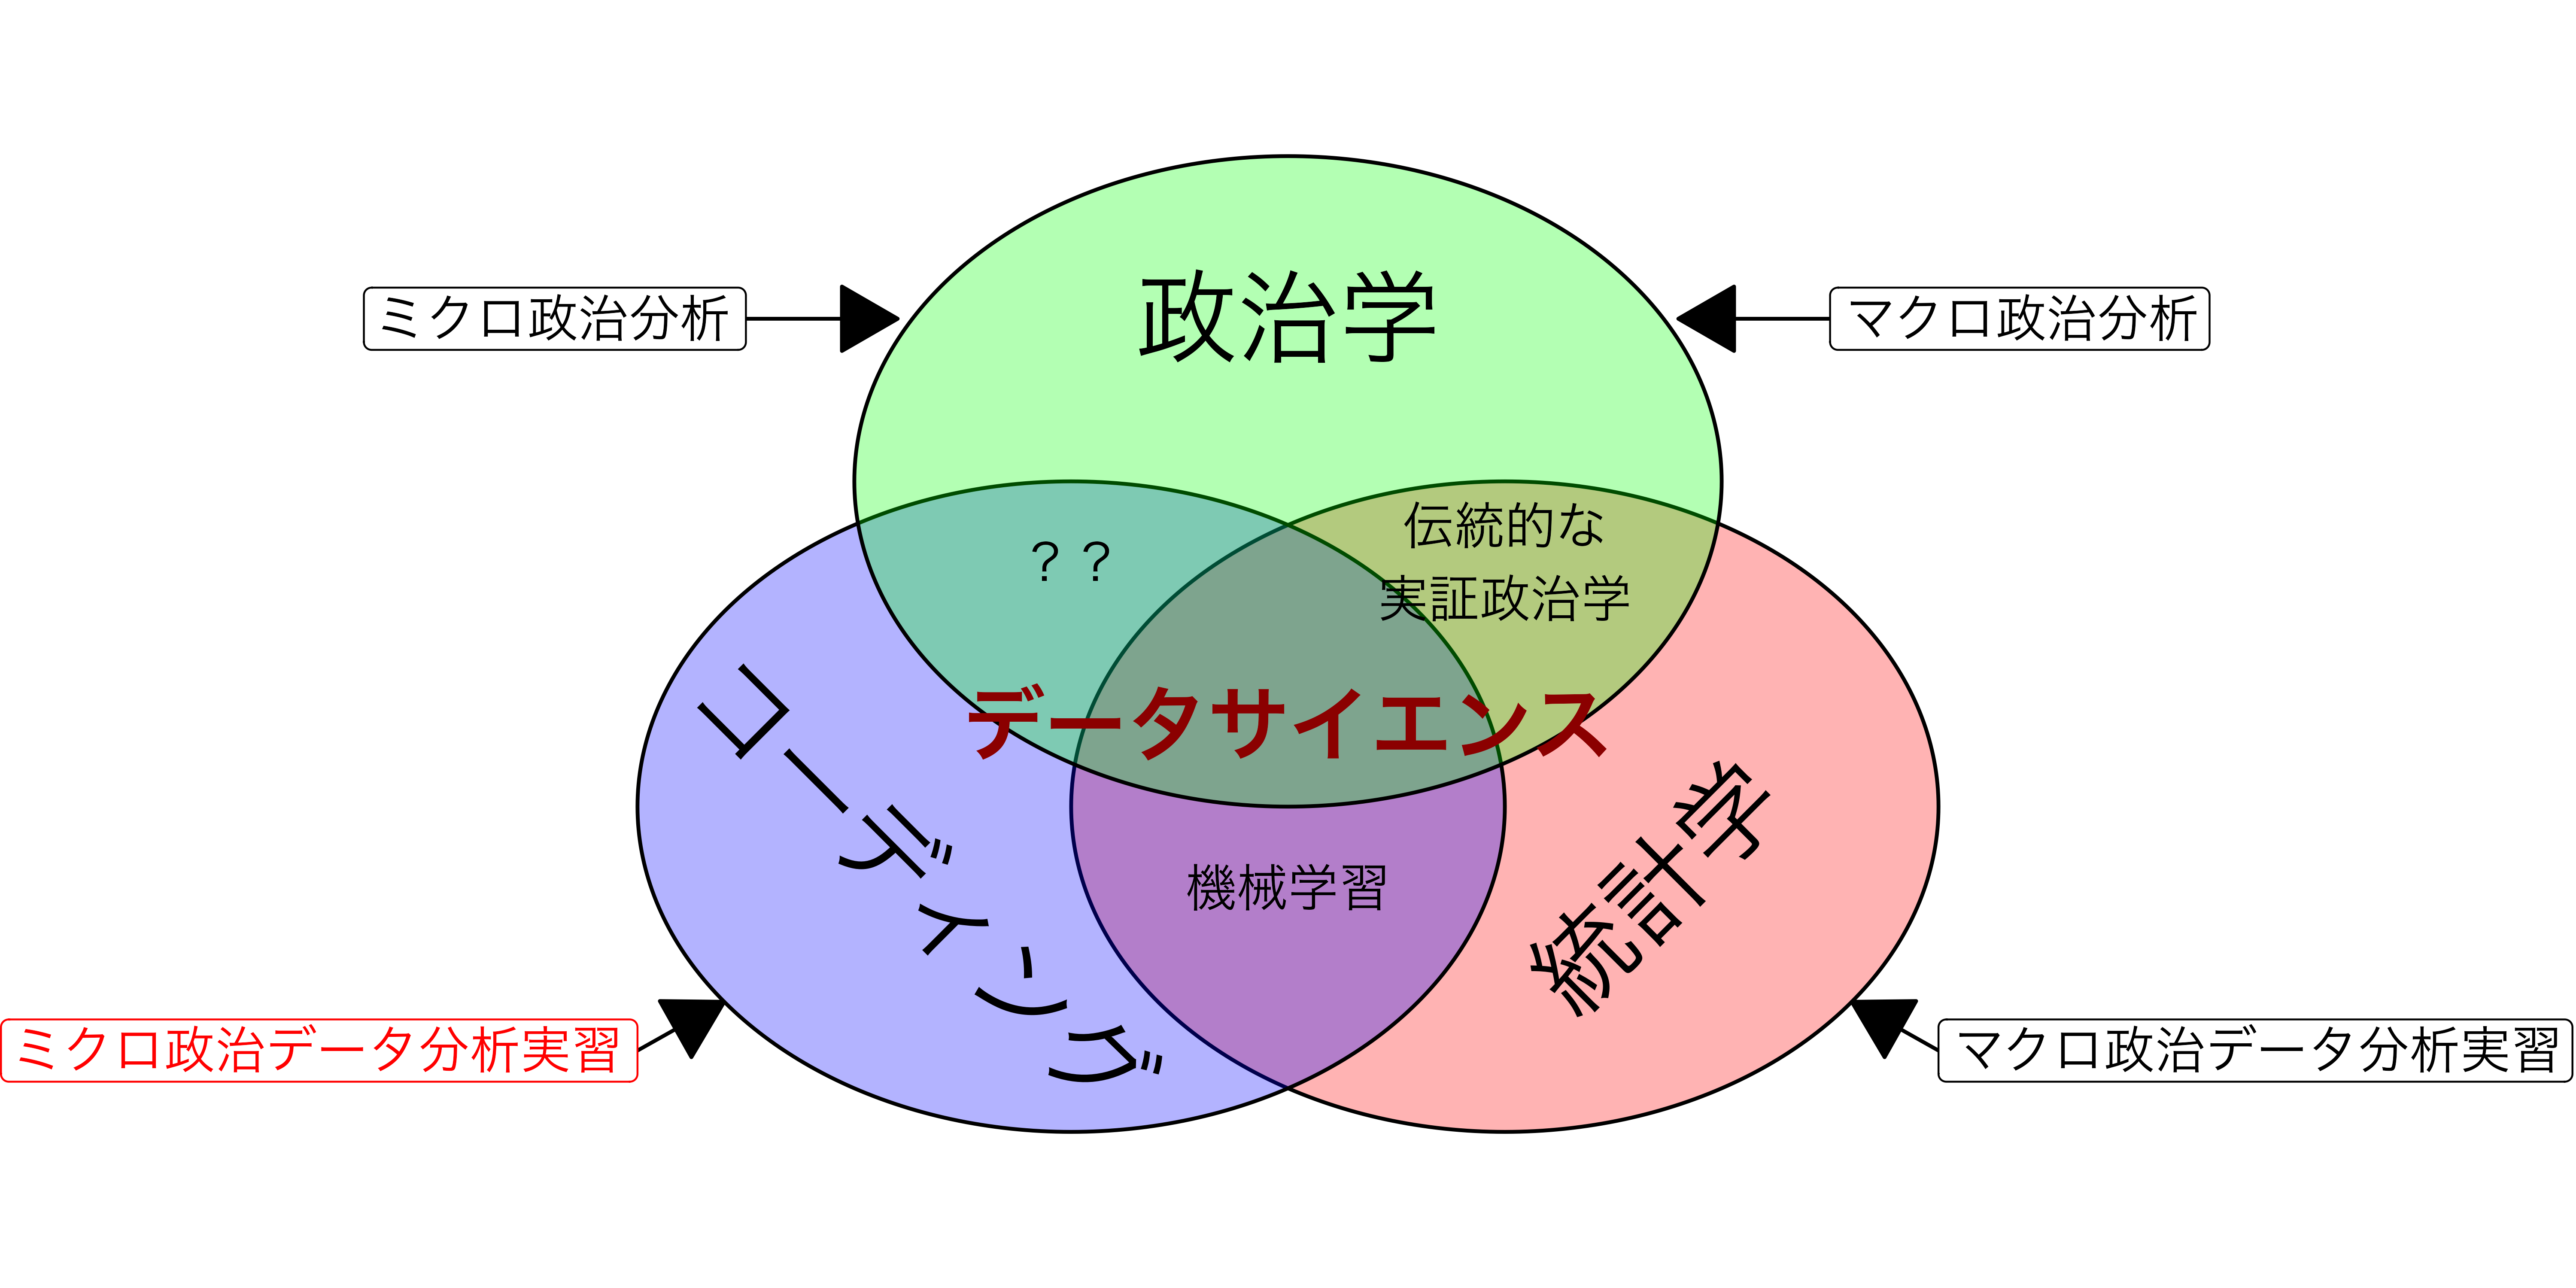 政治学
ミクロ政治分析
マクロ政治分析
？？
伝統的な
実証政治学
データサイエンス
コーディング
統計学
機械学習
ミクロ政治データ分析実習
マクロ政治データ分析実習